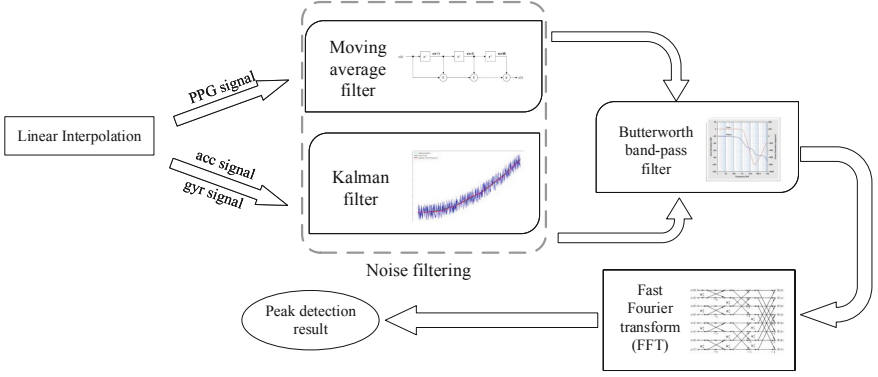 Linear Interpolation
PPG signal
acc signal
gyr signal
Moving
average
filter
Kalman
filter
Noise filtering
Butterworth
band-pass
filter
Fast
Fourier
transform
(FFT)
Peak detection
result